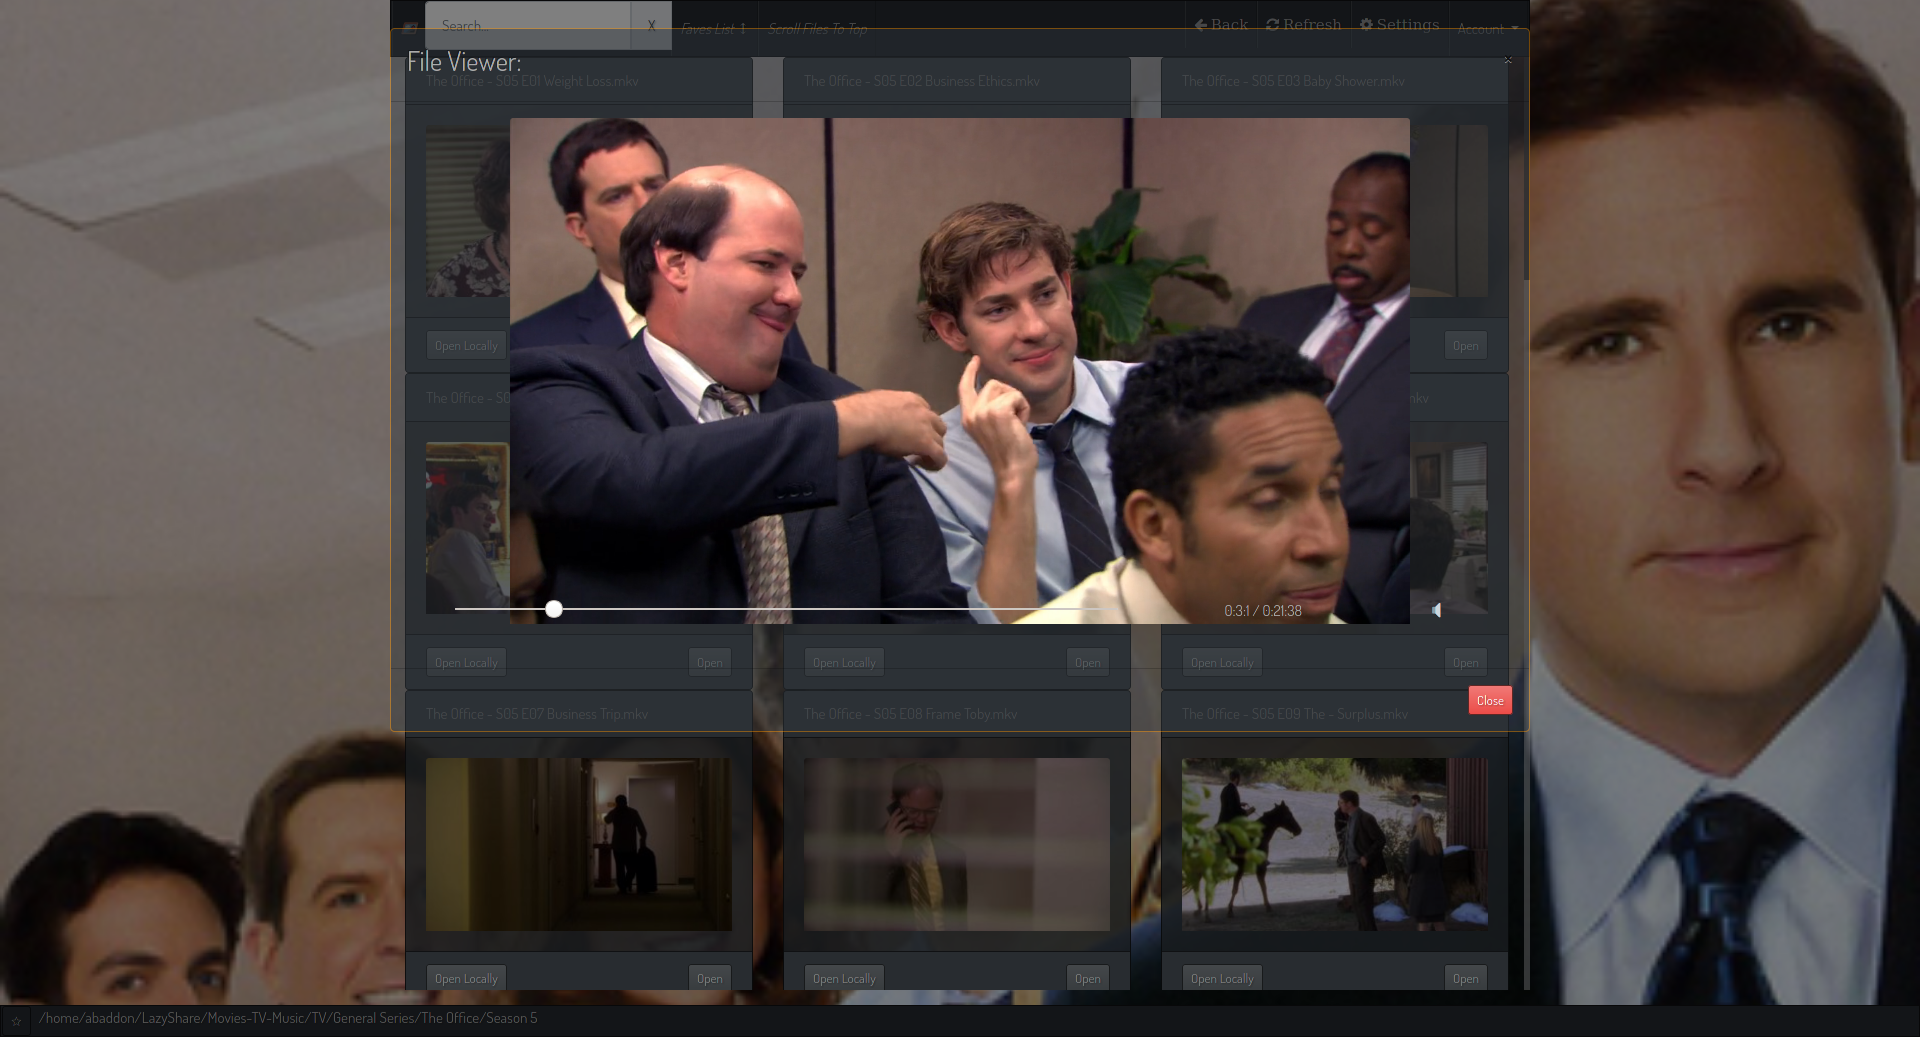 Search...
X
Faves List ↕
Scroll Files To Top
Back
Refresh
Settings
Account
File Viewer:
×
The Office - S05 E01 Weight Loss.mkv
The Office - S05 E02 Business Ethics.mkv
The Office - S05 E03 Baby Shower.mkv
Open Locally
Open
The Office - S0
mkv
0:3:1 / 0:21:38
Open Locally
Open
Open Locally
Open
Open Locally
Open
Close
The Office - S05 E07 Business Trip.mkv
The Office - S05 E08 Frame Toby.mkv
The Office - S05 E09 The - Surplus.mkv
Open Locally
Open
Open Locally
Open
Open Locally
Open
/home/abaddon/LazyShare/Movies-TV-Music/TV/General Series/The Office/Season 5